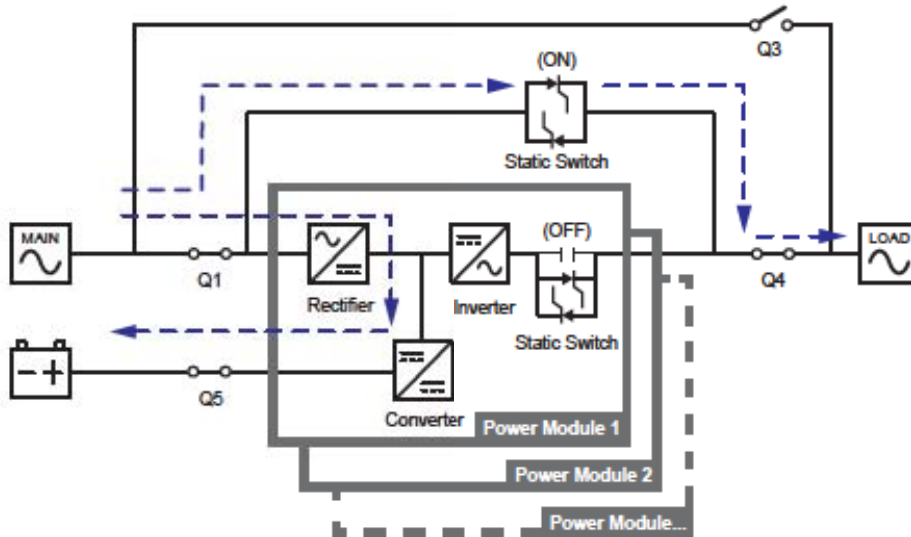 Q3
(ON)
Static Switch
MAIN
Q1
Rectifier
Inverter
(OFF)
Static Switch
Q4
LOAD
Q5
Converter
Power Module 1
Power Module 2
Power Module...